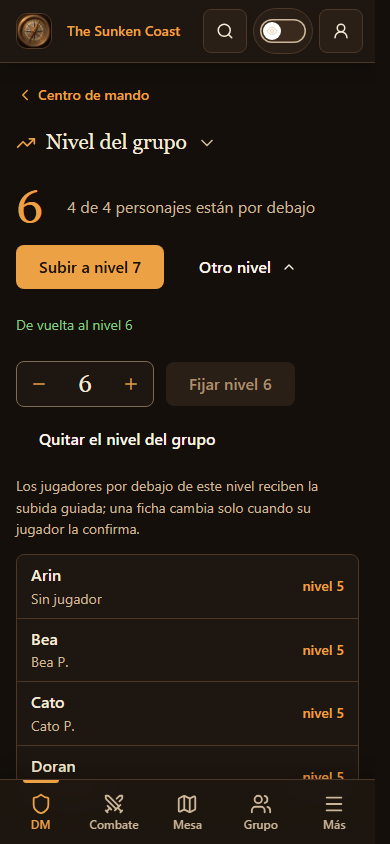 The Sunken Coast
Centro de mando
Nivel del grupo
6
4 de 4 personajes están por debajo
Subir a nivel 7
Otro nivel
De vuelta al nivel 6
− 6 +
Fijar nivel 6
Quitar el nivel del grupo
Los jugadores por debajo de este nivel reciben la
subida guiada; una ficha cambia solo cuando su
jugador la confirma.
Arin
nivel 5
Sin jugador
Bea
nivel 5
Bea P.
Cato
nivel 5
Cato P.
Doran
nivel 5
DM
Combate
Mesa
Grupo
Más